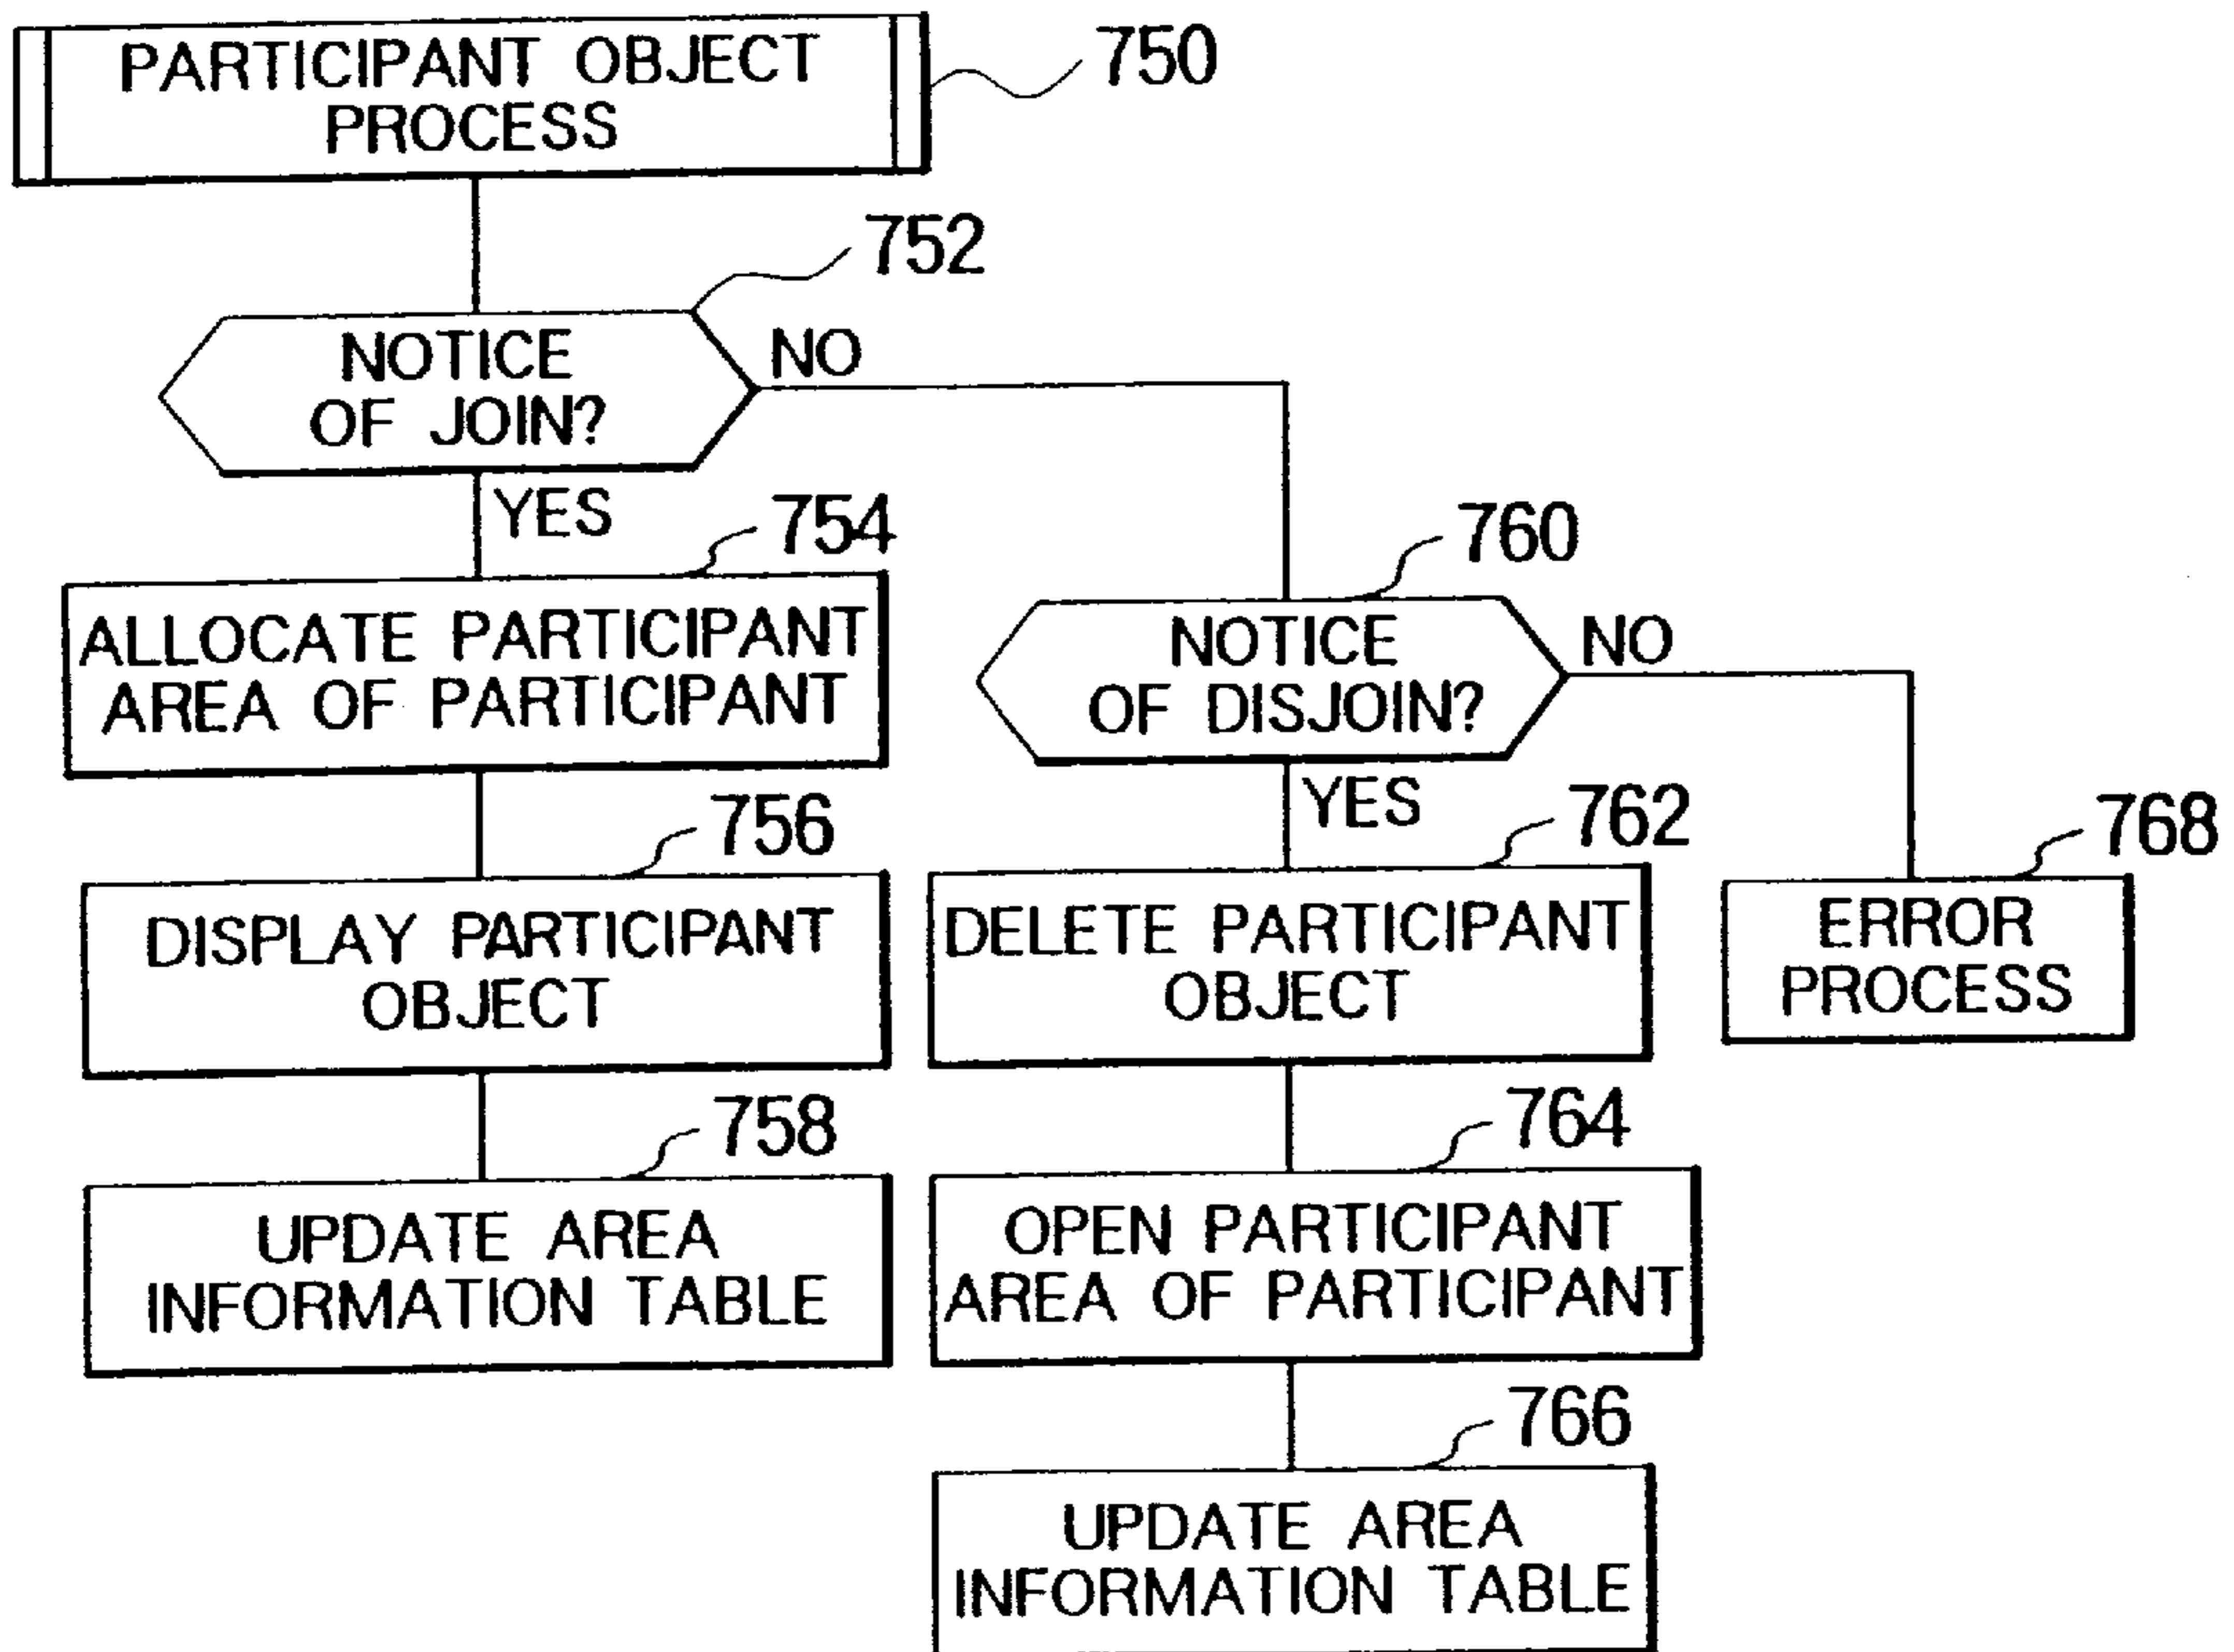 PARTICIPANT OBJECT
PROCESS
750
752
NOTICE
OF JOIN?
NO
YES
754
ALLOCATE PARTICIPANT
AREA OF PARTICIPANT
756
DISPLAY PARTICIPANT
OBJECT
758
UPDATE AREA
INFORMATION TABLE
760
NOTICE
OF DISJOIN?
NO
YES
762
DELETE PARTICIPANT
OBJECT
764
OPEN PARTICIPANT
AREA OF PARTICIPANT
766
UPDATE AREA
INFORMATION TABLE
768
ERROR
PROCESS